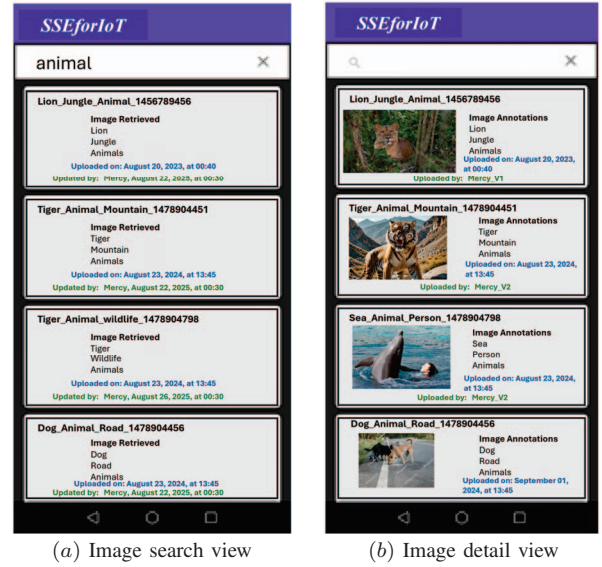 SSEforIoT
animal
Lion_Jungle_Animal_1456789456
Image Retrieved
Lion
Jungle
Animals
Uploaded on: August 20, 2023, at 00:40
Updated by: Mercy, August 22, 2025, at 00:30
Tiger_Animal_Mountain_1478904451
Image Retrieved
Tiger
Mountain
Animals
Uploaded on: August 23, 2024, at 13:45
Updated by: Mercy, August 22, 2025, at 00:30
Tiger_Animal_wildlife_1478904798
Image Retrieved
Tiger
Wildlife
Animals
Uploaded on: August 23, 2024, at 13:45
Updated by: Mercy, August 26, 2025, at 00:30
Dog_Animal_Road_1478904456
Image Retrieved
Dog
Road
Animals
Uploaded on: August 23, 2024, at 13:45
Updated by: Mercy, August 22, 2025, at 00:30
(a) Image search view
SSEforIoT
Lion_Jungle_Animal_1456789456
Image Annotations
Lion
Jungle
Animals
Uploaded on: August 20, 2023,
at 00:40
Uploaded by: Mercy_V1
Tiger_Animal_Mountain_1478904451
Image Annotations
Tiger
Mountain
Animals
Uploaded on: August 23, 2024,
at 13:45
Uploaded by: Mercy_V2
Sea_Animal_Person_1478904798
Image Annotations
Sea
Person
Animals
Uploaded on: August 23, 2024,
at 13:45
Uploaded by: Mercy_V2
Dog_Animal_Road_1478904456
Image Annotations
Dog
Road
Animals
Uploaded on: September 01,
2024, at 13:45
(b) Image detail view